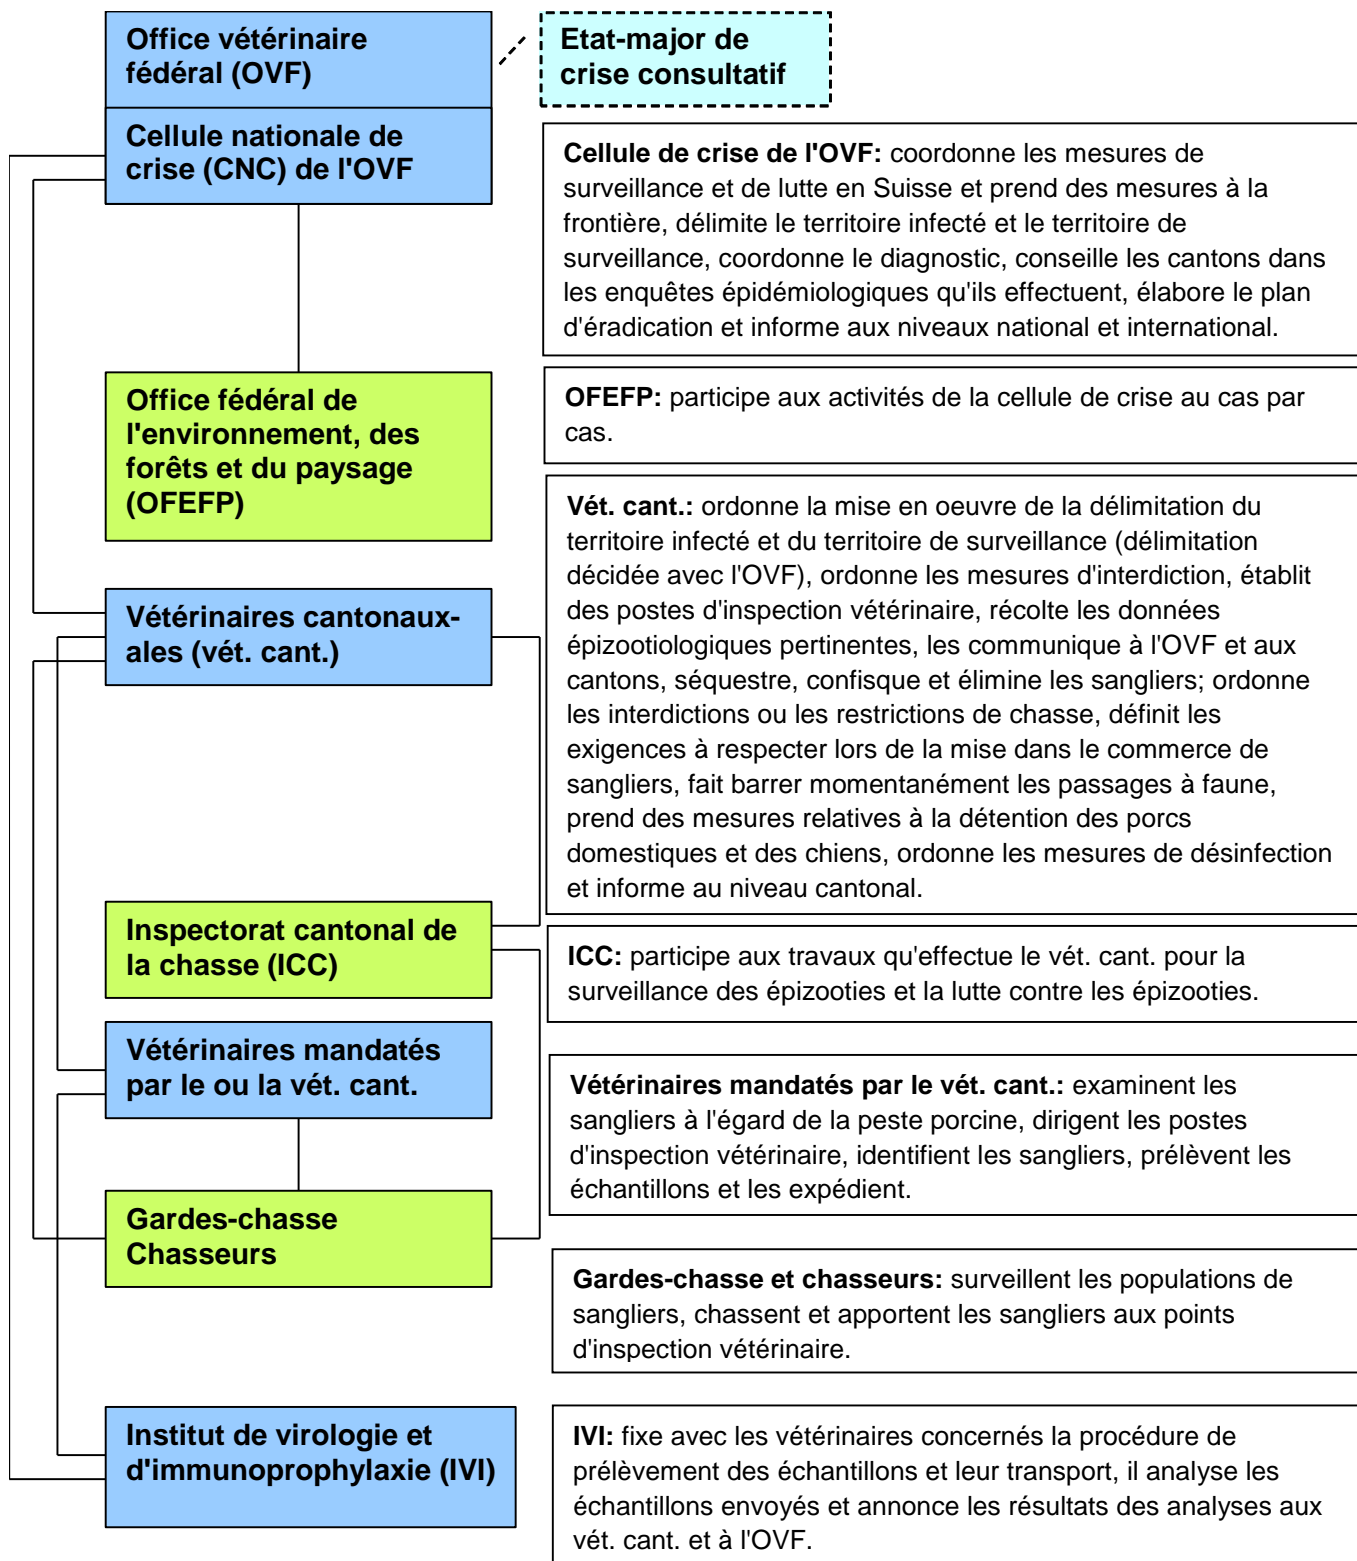 Office vétérinaire
fédéral (OVF)
Etat-major de
crise consultatif
Cellule nationale de
crise (CNC) de l'OVF
Cellule de crise de l'OVF: coordonne les mesures de
surveillance et de lutte en Suisse et prend des mesures à la
frontière, délimite le territoire infecté et le territoire de
surveillance, coordonne le diagnostic, conseille les cantons dans
les enquêtes épidémiologiques qu'ils effectuent, élabore le plan
d'éradication et informe aux niveaux national et international.
Office fédéral de
l'environnement, des
forêts et du paysage
(OFEFP)
OFEFP: participe aux activités de la cellule de crise au cas par
cas.
Vétérinaires cantonaux-
ales (vét. cant.)
Vét. cant.: ordonne la mise en oeuvre de la délimitation du
territoire infecté et du territoire de surveillance (délimitation
décidée avec l'OVF), ordonne les mesures d'interdiction, établit
des postes d'inspection vétérinaire, récolte les données
épizootiologiques pertinentes, les communique à l'OVF et aux
cantons, séquestre, confisque et élimine les sangliers; ordonne
les interdictions ou les restrictions de chasse, définit les
exigences à respecter lors de la mise dans le commerce de
sangliers, fait barrer momentanément les passages à faune,
prend des mesures relatives à la détention des porcs
domestiques et des chiens, ordonne les mesures de désinfection
et informe au niveau cantonal.
Inspectorat cantonal de
la chasse (ICC)
ICC: participe aux travaux qu'effectue le vét. cant. pour la
surveillance des épizooties et la lutte contre les épizooties.
Vétérinaires mandatés
par le ou la vét. cant.
Vétérinaires mandatés par le vét. cant.: examinent les
sangliers à l'égard de la peste porcine, dirigent les postes
d'inspection vétérinaire, identifient les sangliers, prélèvent les
échantillons et les expédient.
Gardes-chasse
Chasseurs
Gardes-chasse et chasseurs: surveillent les populations de
sangliers, chassent et apportent les sangliers aux points
d'inspection vétérinaire.
Institut de virologie et
d'immunoprophylaxie (IVI)
IVI: fixe avec les vétérinaires concernés la procédure de
prélèvement des échantillons et leur transport, il analyse les
échantillons envoyés et annonce les résultats des analyses aux
vét. cant. et à l'OVF.